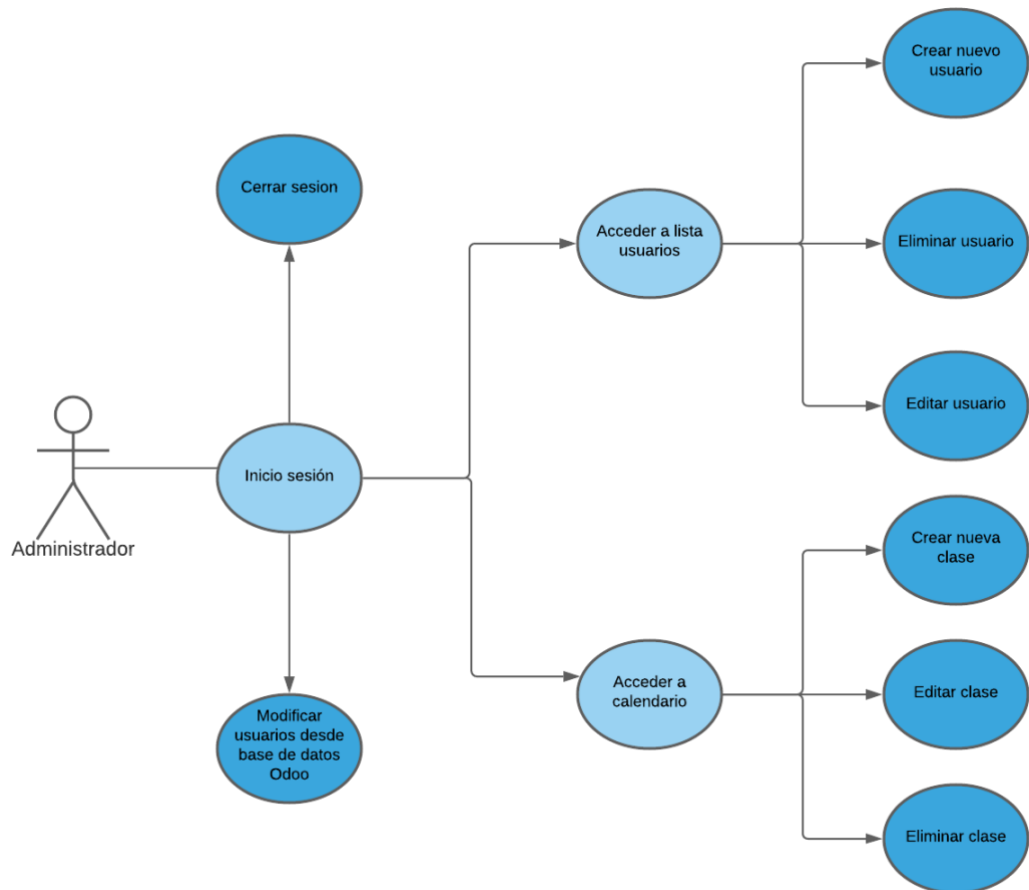 Crear nuevo
usuario
Cerrar sesion
Acceder a lista
usuarios
Eliminar usuario
Editar usuario
Inicio sesión
Administrador
Crear nueva
clase
Acceder a
calendario
Editar clase
Modificar
usuarios desde
base de datos
Odoo
Eliminar clase